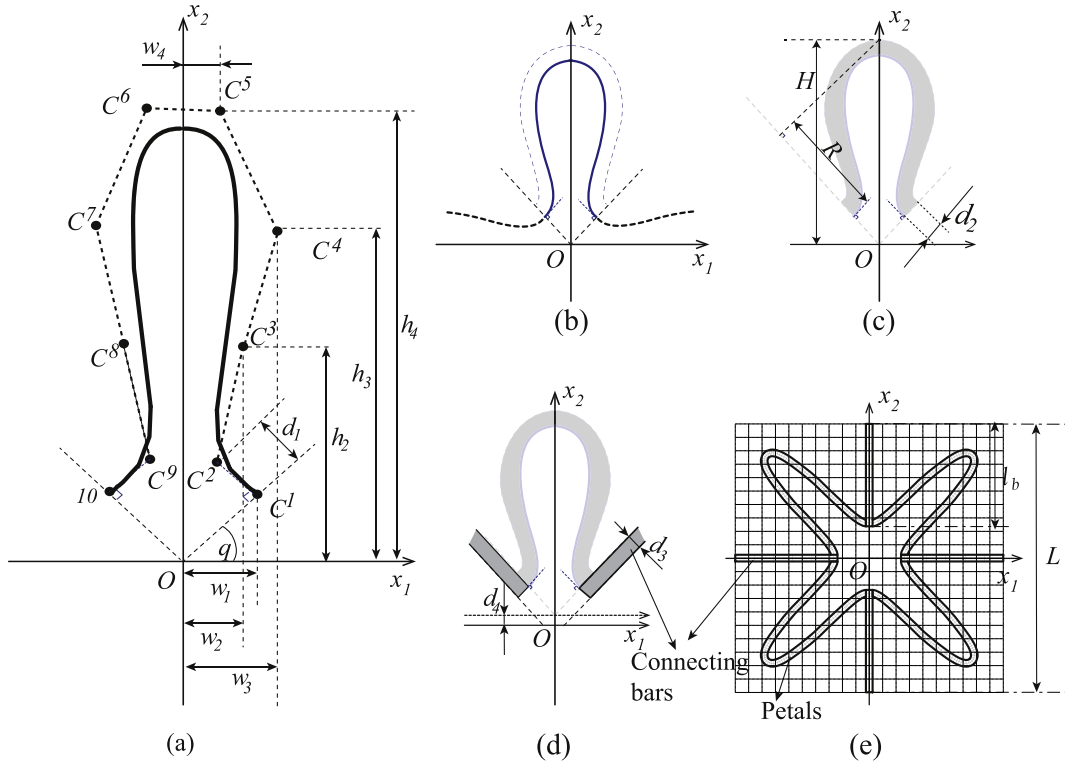 x2
w4
C5
C6
C7
C4
C3
C8
h4
h3
h2
d1
C9
C2
10
C1
q
O
w1
x1
w2
w3
(a)
x2
O
x1
(b)
x2
H
R
d2
O
(c)
x2
d3
d4
O
x1
Connecting
bars
(d)
x2
lb
O
x1
L
Petals
(e)